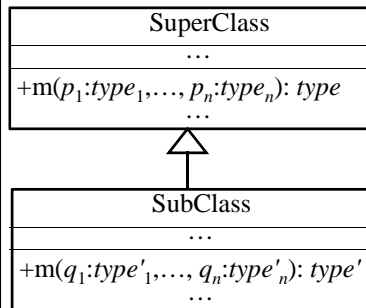 SuperClass
…
+m(p₁:type₁,…, pₙ:typeₙ): type
…
SubClass
…
+m(q₁:type'₁,…, qₙ:type'ₙ): type'
…